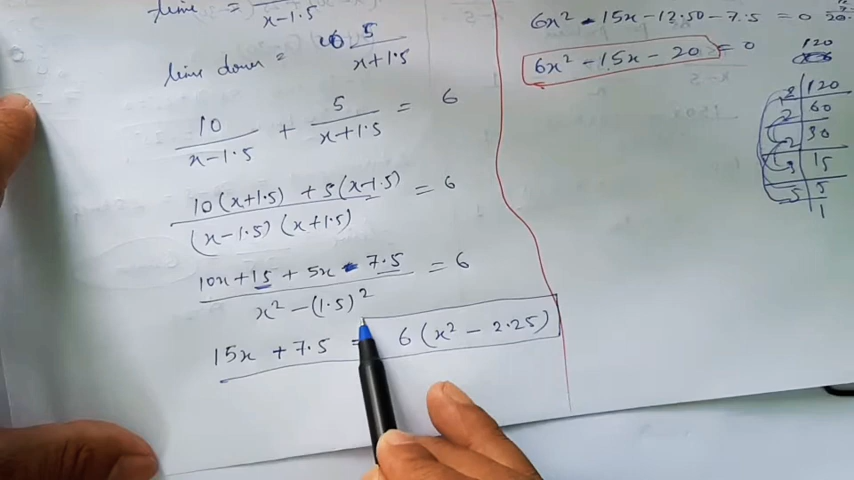 time = /x-1.5
time down = 5/x+1.5
10/x-1.5 + 5/x+1.5 = 6
10(x+1.5) + 5(x-1.5)/(x-1.5)(x+1.5) = 6
10x+15 + 5x - 7.5/x² -(1.5)² = 6
15x + 7.5 = 6(x² - 2.25)
6x² - 15x - 12.50 - 7.5 = 0
6x² - 15x - 20 = 0
120
2 120
2 60
2 30
3 15
5 5
1